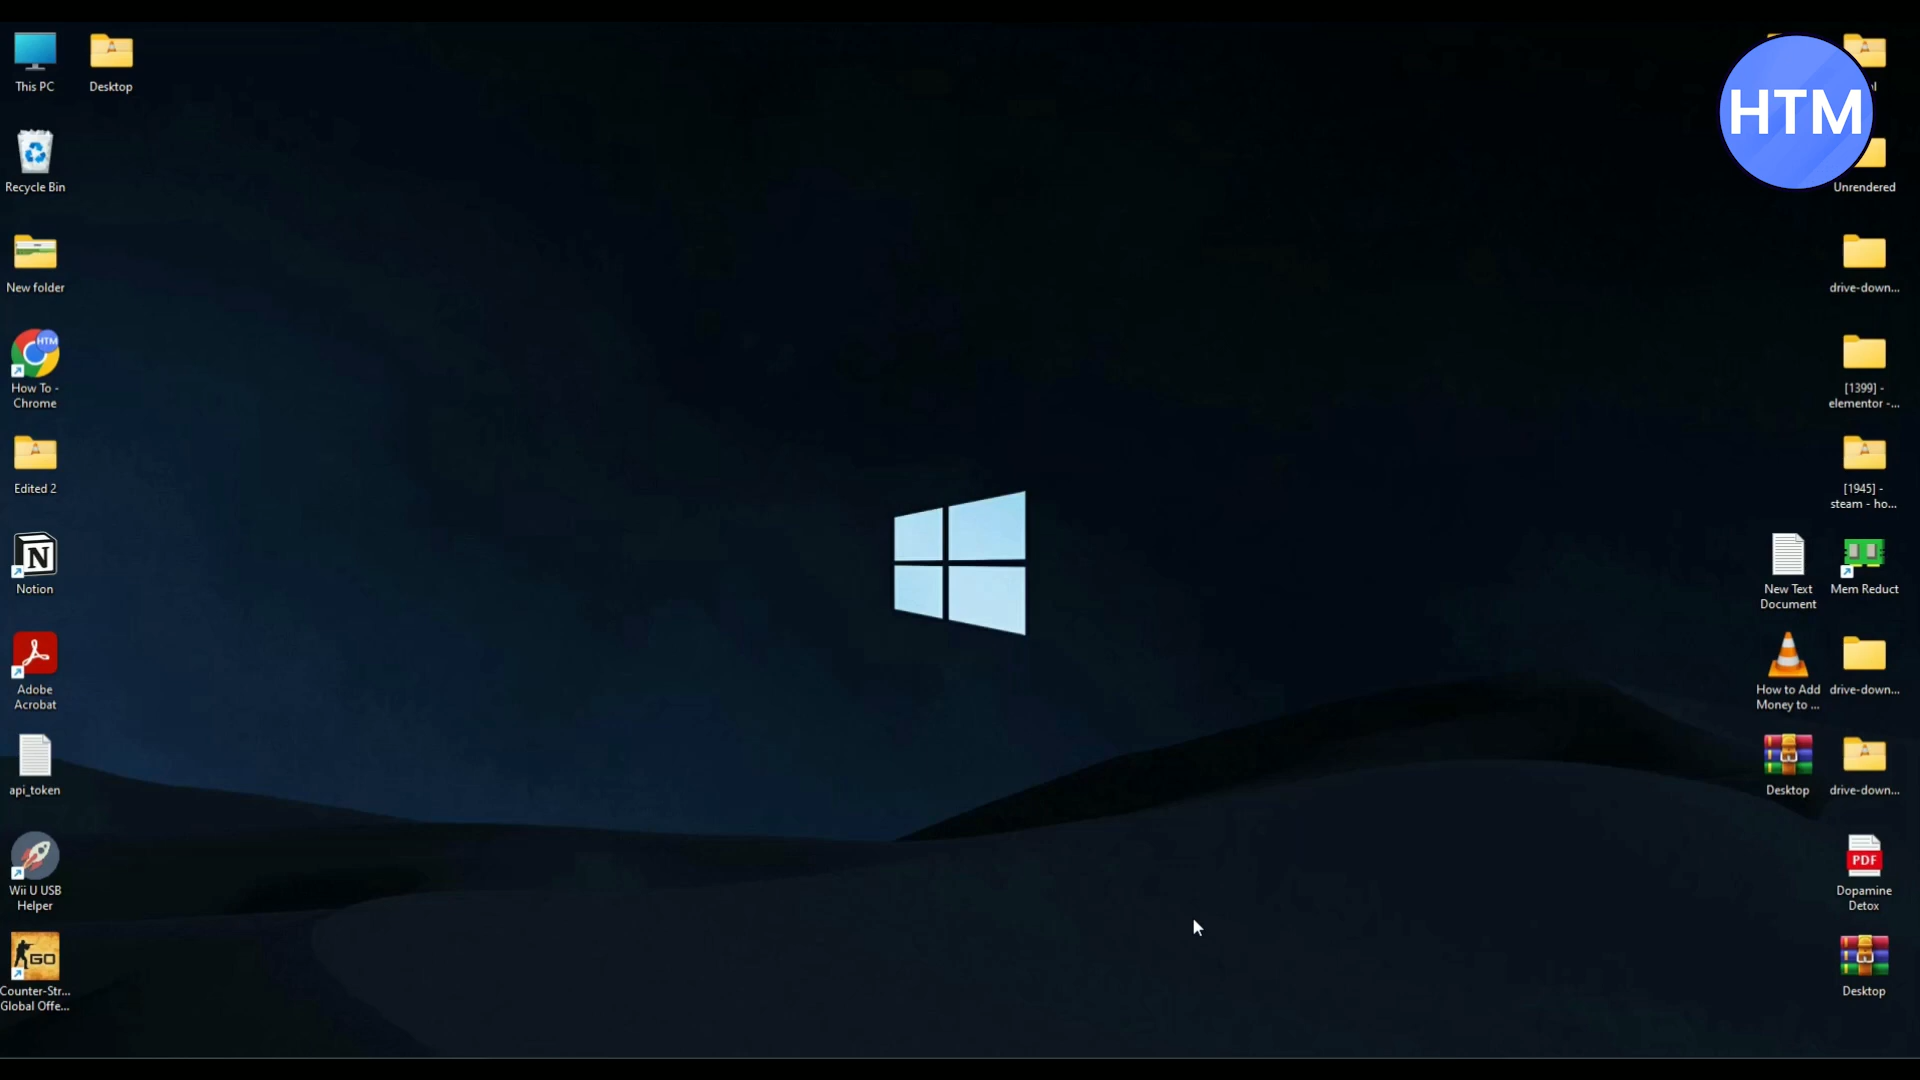 This PC
Desktop
Recycle Bin
New folder
How To -
Chrome
Edited 2
N
Notion
Adobe
Acrobat
api_token
Wii U USB
Helper
GO
Counter-Str...
Global Offe...
HTM
HTM
Unrendered
drive-down...
[1399] -
elementor -...
[1945] -
steam - ho...
New Text
Document
Mem Reduct
How to Add
Money to ...
drive-down...
Desktop
drive-down...
PDF
Dopamine
Detox
Desktop